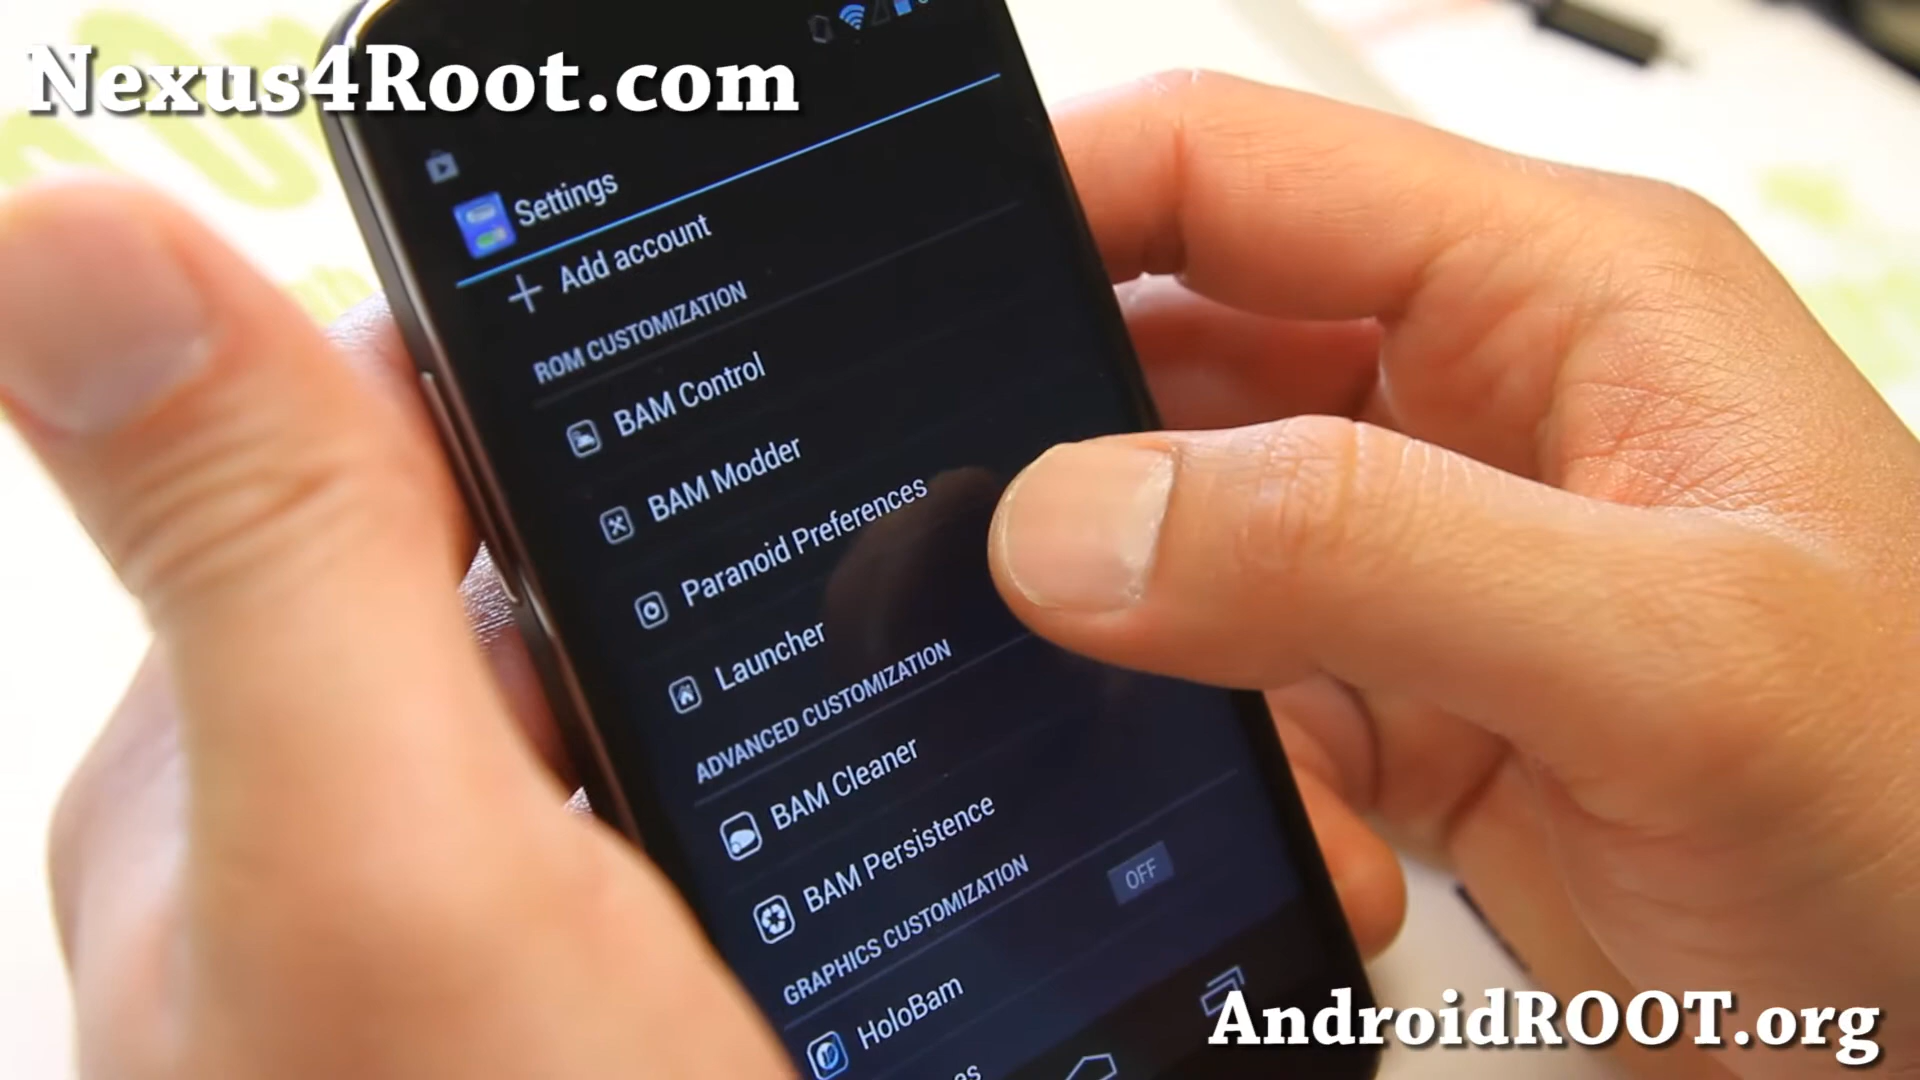 Nexus4Root.com
Settings
Add account
ROM CUSTOMIZATION
BAM Control
BAM Modder
Paranoid Preferences
Launcher
ADVANCED CUSTOMIZATION
BAM Cleaner
BAM Persistence
GRAPHICS CUSTOMIZATION
OFF
HoloBam
AndroidROOT.org